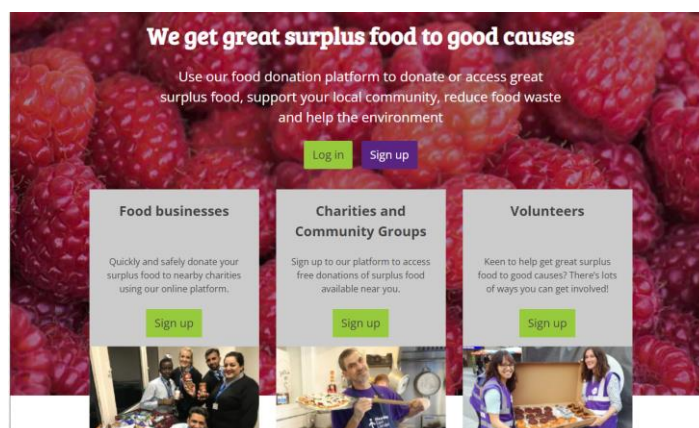 We get great surplus food to good causes
Use our food donation platform to donate or access great
surplus food, support your local community, reduce food waste
and help the environment
Log in
Sign up
Food businesses
Quickly and safely donate your
surplus food to nearby charities
using our online platform.
Sign up
Charities and
Community Groups
Sign up to our platform to access
free donations of surplus food
available near you.
Sign up
Volunteers
Keen to help get great surplus
food to good causes? There's lots
of ways you can get involved!
Sign up